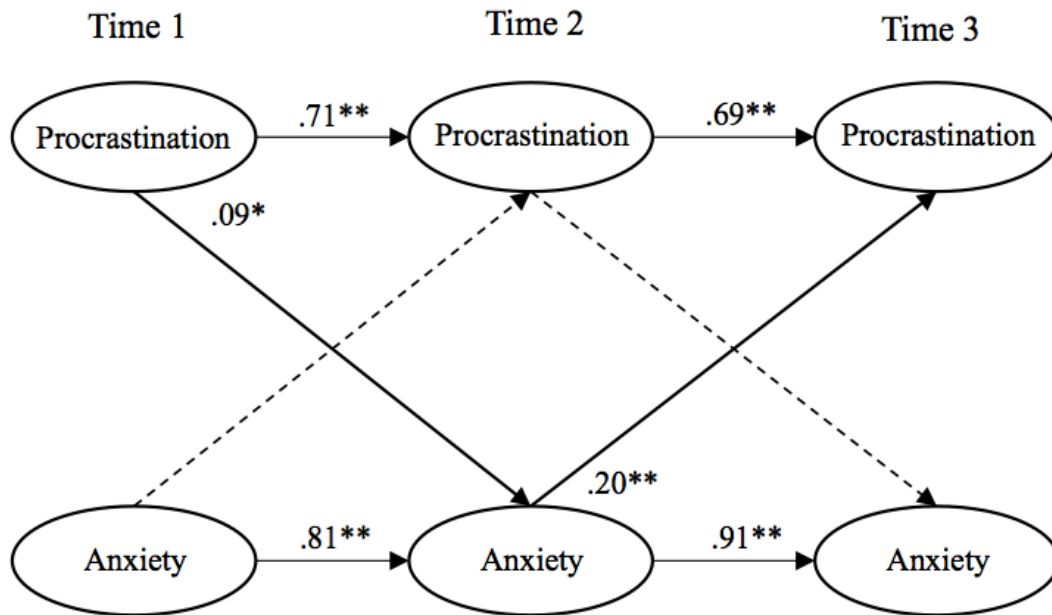 Time 1
Time 2
Time 3
Procrastination
.71**
Procrastination
.69**
Procrastination
.09*
.20**
Anxiety
.81**
Anxiety
.91**
Anxiety